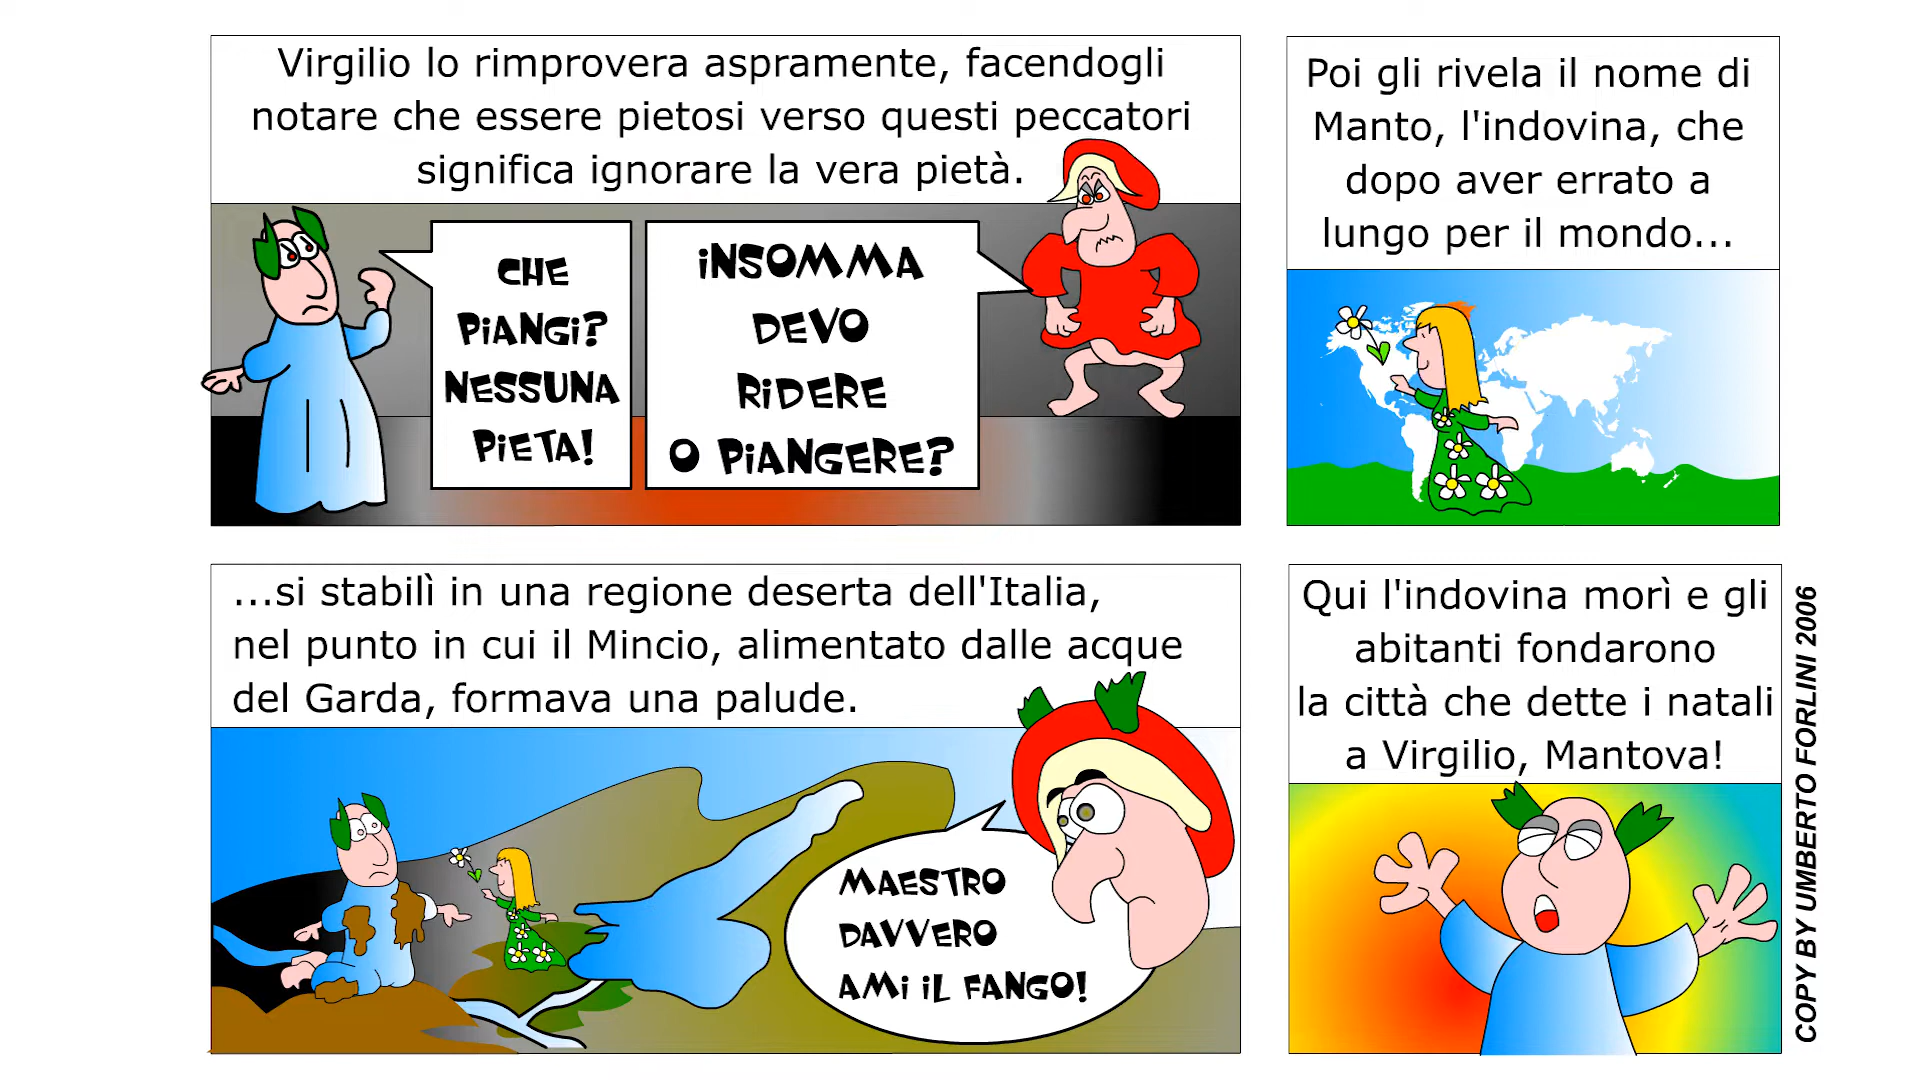 Virgilio lo rimprovera aspramente, facendogli
notare che essere pietosi verso questi peccatori
significa ignorare la vera pietà.
CHE
PiANGi?
NESSUNA
PiETA!
iNSOMMA
DEVO
RiDERE
O PiANGERE?
Poi gli rivela il nome di
Manto, l'indovina, che
dopo aver errato a
lungo per il mondo...
...si stabilì in una regione deserta dell'Italia,
nel punto in cui il Mincio, alimentato dalle acque
del Garda, formava una palude.
MAESTRO
DAVVERO
AMi iL FANGO!
Qui l'indovina morì e gli
abitanti fondarono
la città che dette i natali
a Virgilio, Mantova!
COPY BY UMBERTO FORLINI 2006